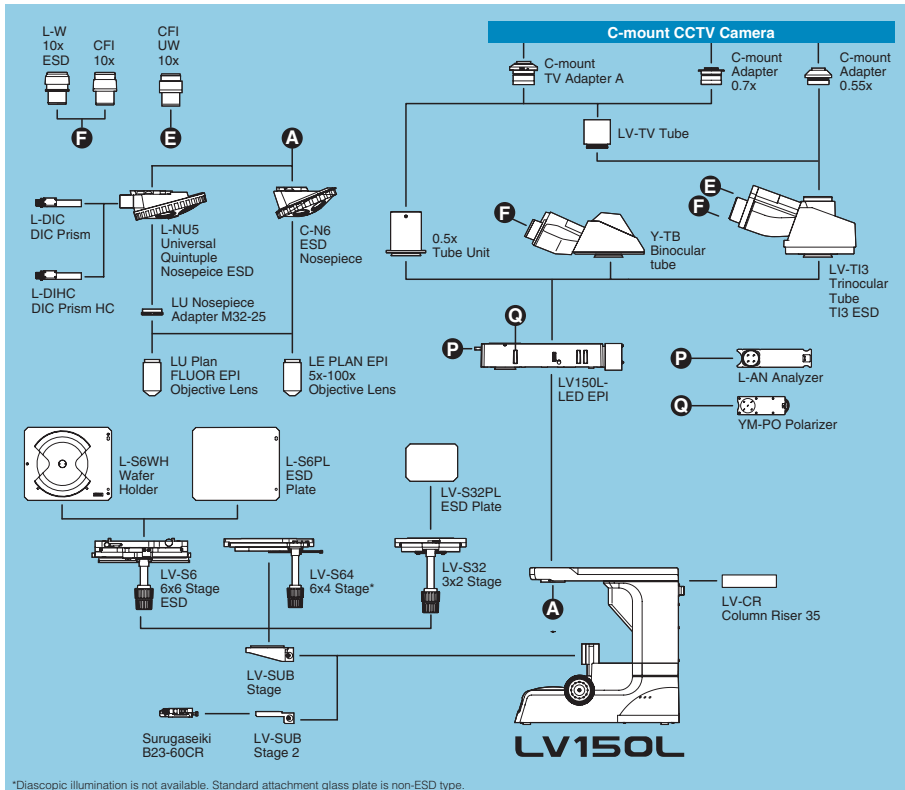 L-W
10x
ESD
CFI
10x
CFI
UW
10x
F
E
A
C-mount CCTV Camera
C-mount
TV Adapter A
C-mount
Adapter
0.7x
C-mount
Adapter
0.55x
LV-TV Tube
L-DIC
DIC Prism
L-DIHC
DIC Prism HC
L-NU5
Universal
Quintuple
Nosepeice ESD
C-N6
ESD
Nosepiece
LU Nosepiece
Adapter M32-25
LU Plan
FLUOR EPI
Objective Lens
LE PLAN EPI
5x-100x
Objective Lens
0.5x
Tube Unit
F
Y-TB
Binocular
tube
E
F
LV-TI3
Trinocular
Tube
TI3 ESD
Q
P
LV150L-
LED EPI
P
L-AN Analyzer
Q
YM-PO Polarizer
L-S6WH
Wafer
Holder
L-S6PL
ESD
Plate
LV-S32PL
ESD Plate
LV-S6
6x6 Stage
ESD
LV-S64
6x4 Stage*
LV-S32
3x2 Stage
A
LV-CR
Column Riser 35
LV-SUB
Stage
Surugaseiki
B23-60CR
LV-SUB
Stage 2
LV150L
*Diascopic illumination is not available. Standard attachment glass plate is non-ESD type.